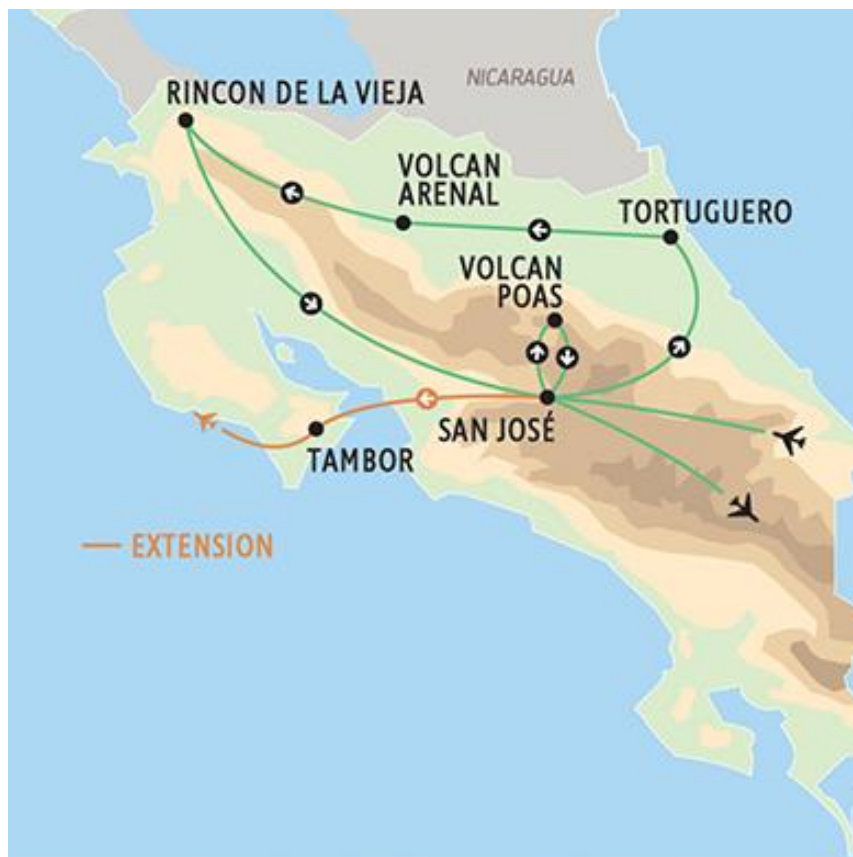 NICARAGUA
RINCON DE LA VIEJA
VOLCAN
ARENAL
TORTUGUERO
VOLCAN
POAS
SAN JOSÉ
TAMBOR
EXTENSION